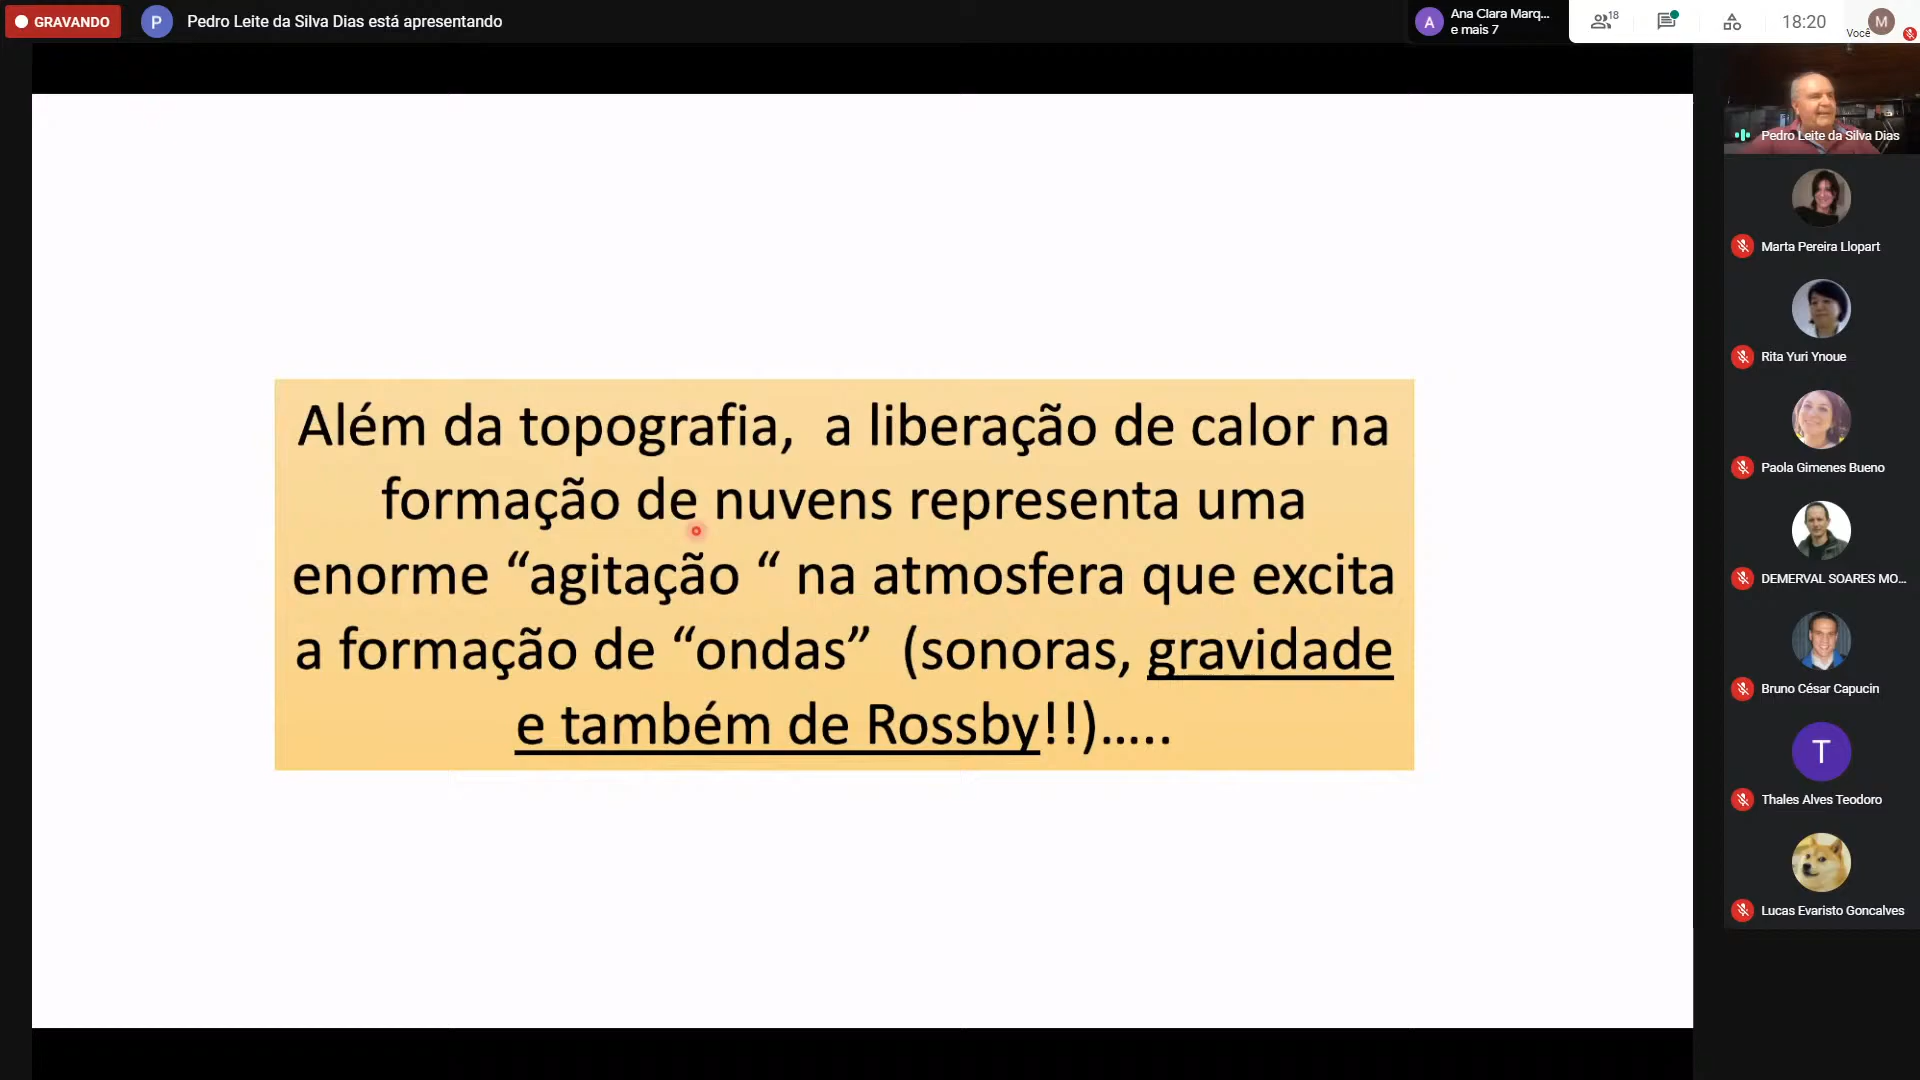 GRAVANDO
P
Pedro Leite da Silva Dias está apresentando
A
Ana Clara Marq...
e mais 7
18
18:20
Você
M
Além da topografia,  a liberação de calor na
formação de nuvens representa uma
enorme “agitação “ na atmosfera que excita
a formação de “ondas”  (sonoras, gravidade
e também de Rossby!!)…..
Pedro Leite da Silva Dias
Marta Pereira Llopart
Rita Yuri Ynoue
Paola Gimenes Bueno
DEMERVAL SOARES MO...
Bruno César Capucin
T
Thales Alves Teodoro
Lucas Evaristo Goncalves